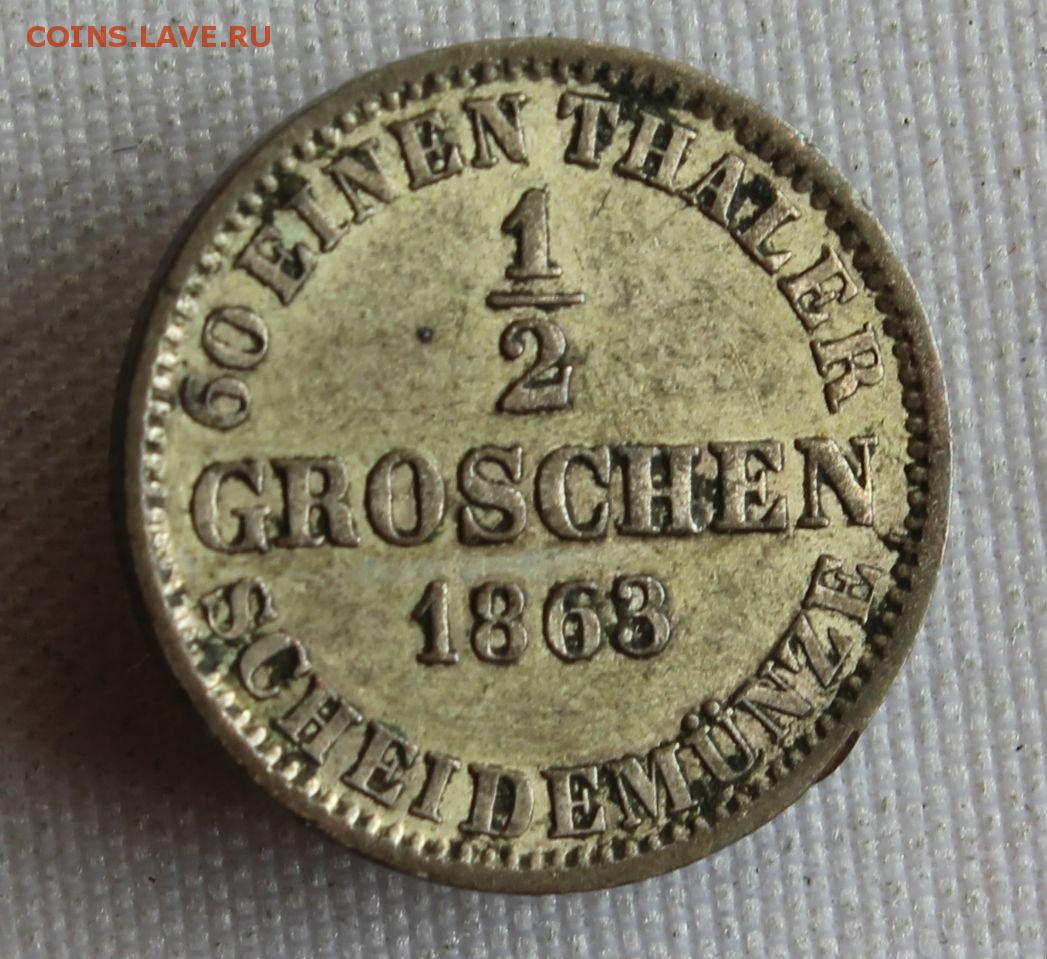 COINS.LAVE.RU
60 EINEN THALER
1
2
GROSCHEN
1863
SCHEIDEMÜNZE